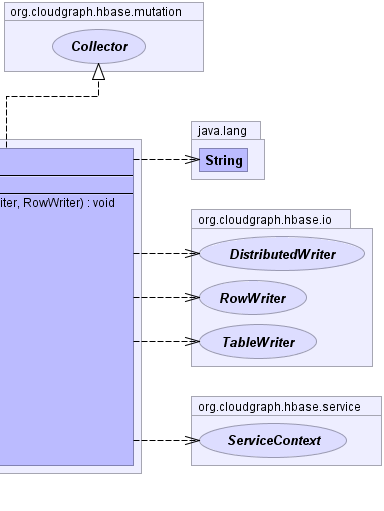 org.cloudgraph.hbase.mutation
Collector
java.lang
String
iter, RowWriter) : void
org.cloudgraph.hbase.io
DistributedWriter
RowWriter
TableWriter
org.cloudgraph.hbase.service
ServiceContext